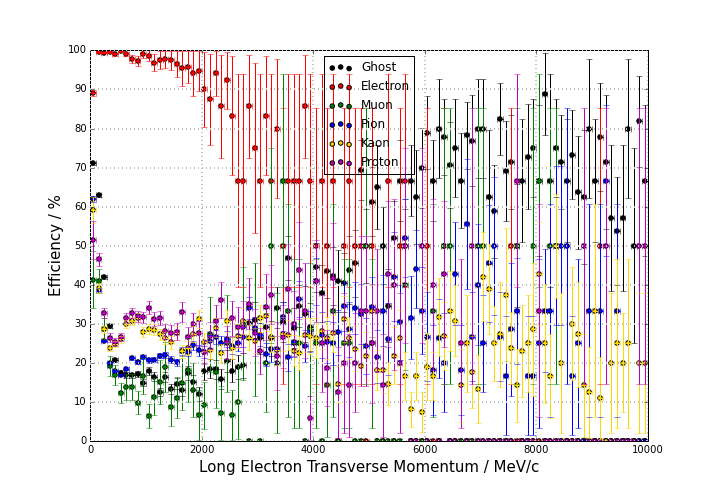 100
90
80
70
60
50
40
30
20
10
0
Efficiency / %
Ghost
Electron
Muon
Pion
Kaon
Proton
0 2000 4000 6000 8000 10000
Long Electron Transverse Momentum / MeV/c